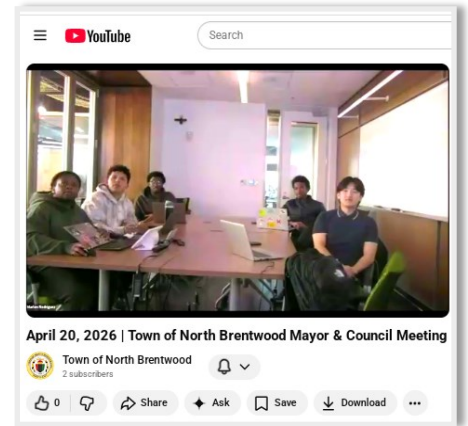 YouTube
Search
April 20, 2026 | Town of North Brentwood Mayor & Council Meeting
Town of North Brentwood
2 subscribers
0
Share
Ask
Save
Download